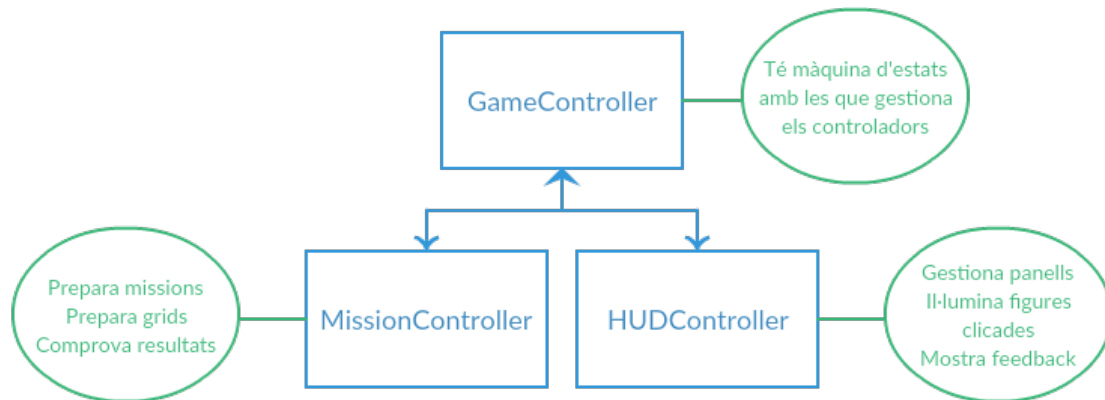 GameController
Té màquina d'estats
amb les que gestiona
els controladors
Prepara missions
Prepara grids
Comprova resultats
MissionController
HUDController
Gestiona panells
Il·lumina figures
clicades
Mostra feedback